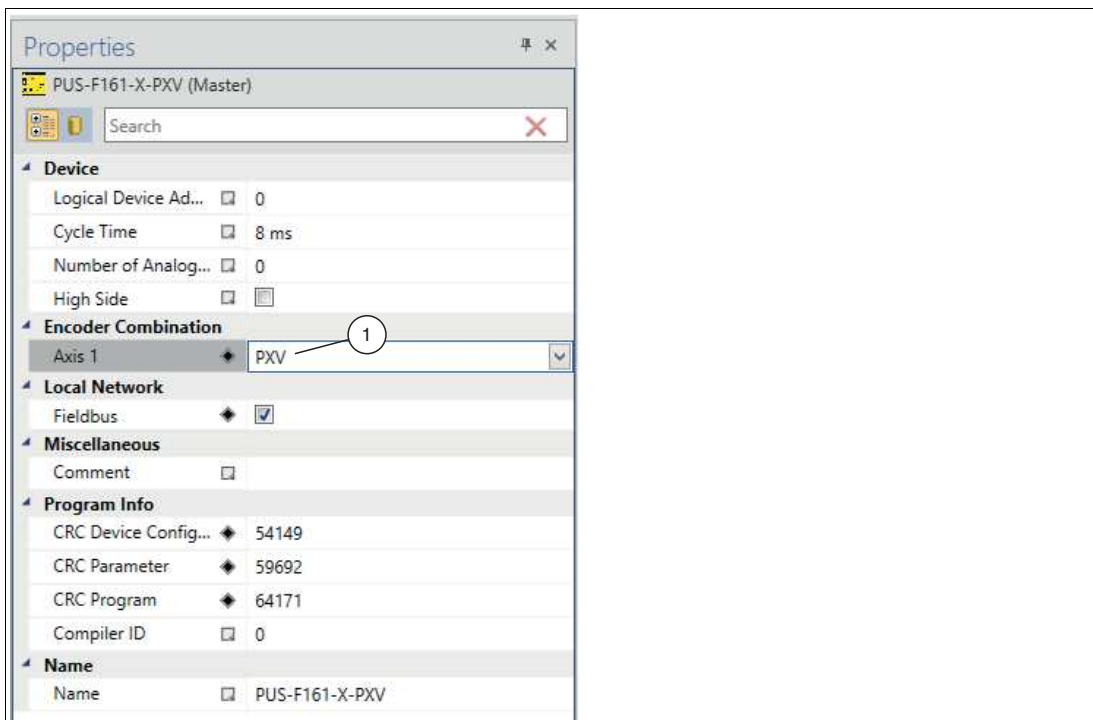 Properties
PUS-F161-X-PXV (Master)
Search
Device
Logical Device Ad... 0
Cycle Time 8 ms
Number of Analog... 0
High Side
Encoder Combination
1
Axis 1 PXV
Local Network
Fieldbus
Miscellaneous
Comment
Program Info
CRC Device Config... 54149
CRC Parameter 59692
CRC Program 64171
Compiler ID 0
Name
Name PUS-F161-X-PXV